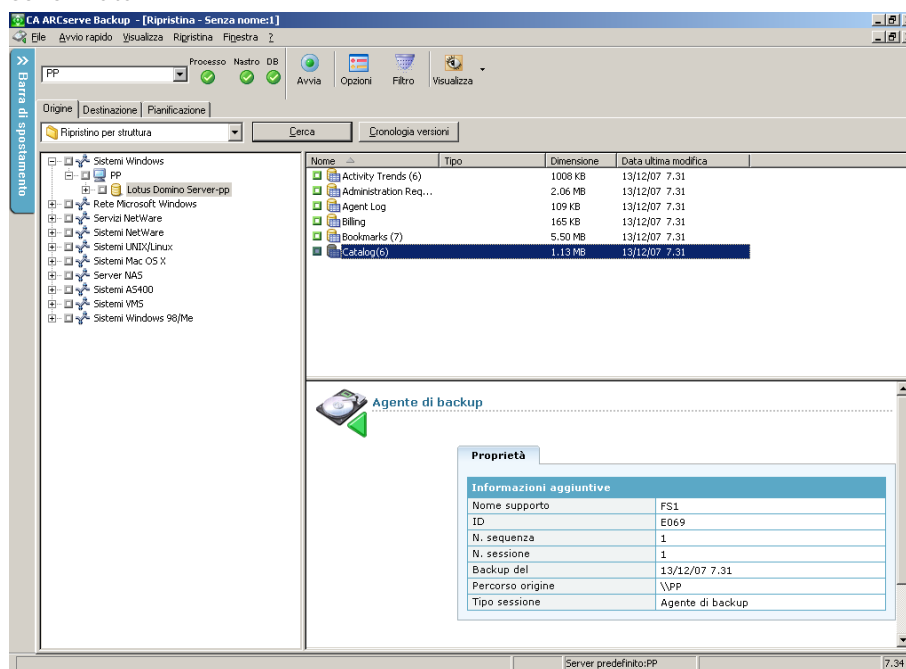 CA ARCserve Backup - [Ripristina - Senza nome:1]
File Avvio rapido Visualizza Ripristina Finestra ?
Barra di spostamento
PP
Processo Nastro DB
Avvia Opzioni Filtro Visualizza
Origine Destinazione Pianificazione
Ripristino per struttura Cerca Cronologia versioni
Sistemi Windows
PP
Lotus Domino Server-pp
Rete Microsoft Windows
Servizi NetWare
Sistemi NetWare
Sistemi UNIX/Linux
Sistemi Mac OS X
Server NAS
Sistemi AS400
Sistemi VMS
Sistemi Windows 98/Me
Nome Tipo Dimensione Data ultima modifica
Activity Trends (6) 1008 KB 13/12/07 7.31
Administration Req... 2.06 MB 13/12/07 7.31
Agent Log 109 KB 13/12/07 7.31
Billing 165 KB 13/12/07 7.31
Bookmarks (7) 5.50 MB 13/12/07 7.31
Catalog(6) 1.13 MB 13/12/07 7.31
Agente di backup
Proprietà
Informazioni aggiuntive
Nome supporto FS1
ID E069
N. sequenza 1
N. sessione 1
Backup del 13/12/07 7.31
Percorso origine \\PP
Tipo sessione Agente di backup
Server predefinito:PP 7.34